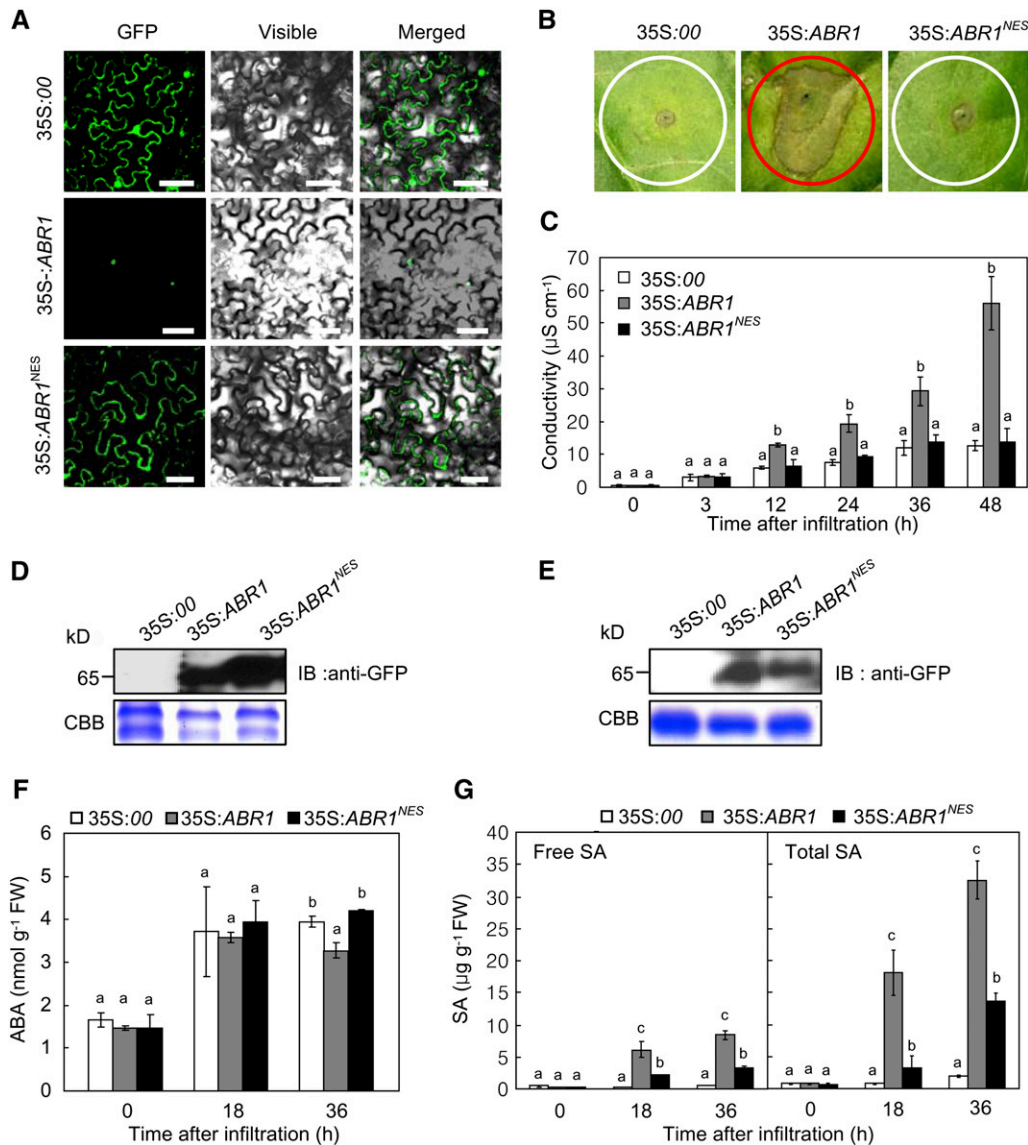 A
GFP Visible Merged
35S:00
35S-:ABR1
35S:ABR1NES
B
35S:00 35S:ABR1 35S:ABR1NES
C
Conductivity (µS cm-1)
70
60
50
40
30
20
10
0
35S:00
35S:ABR1
35S:ABR1NES
a a a a a a a b a a b a a b a a b a
0 3 12 24 36 48
Time after infiltration (h)
D
35S:00 35S:ABR1 35S:ABR1NES
kD
65 IB :anti-GFP
CBB
E
35S:00 35S:ABR1 35S:ABR1NES
kD
65 IB : anti-GFP
CBB
F
35S:00 35S:ABR1 35S:ABR1NES
ABA (nmol g-1 FW)
6
5
4
3
2
1
0
a a a a a a b a b
0 18 36
Time after infiltration (h)
G
35S:00 35S:ABR1 35S:ABR1NES
SA (µg g-1 FW)
40
35
30
25
20
15
10
5
0
Free SA Total SA
a a a a c b a c b a a a a c b a c b
0 18 36 0 18 36
Time after infiltration (h)